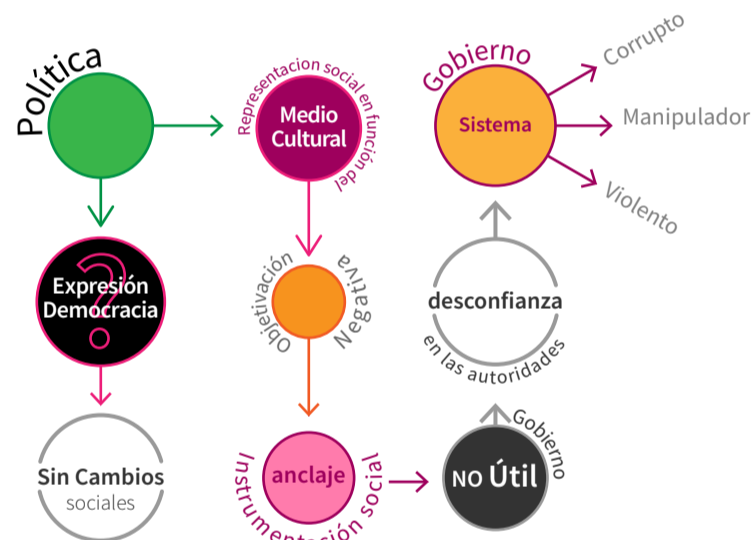 Política
Expresión
Democracia
?
Sin Cambios
sociales
Representacion social en función del
Medio
Cultural
Objetivación
Negativa
anclaje
Instrumentación social
NO Útil
Gobierno
desconfianza
en las autoridades
Gobierno
Sistema
Corrupto
Manipulador
Violento